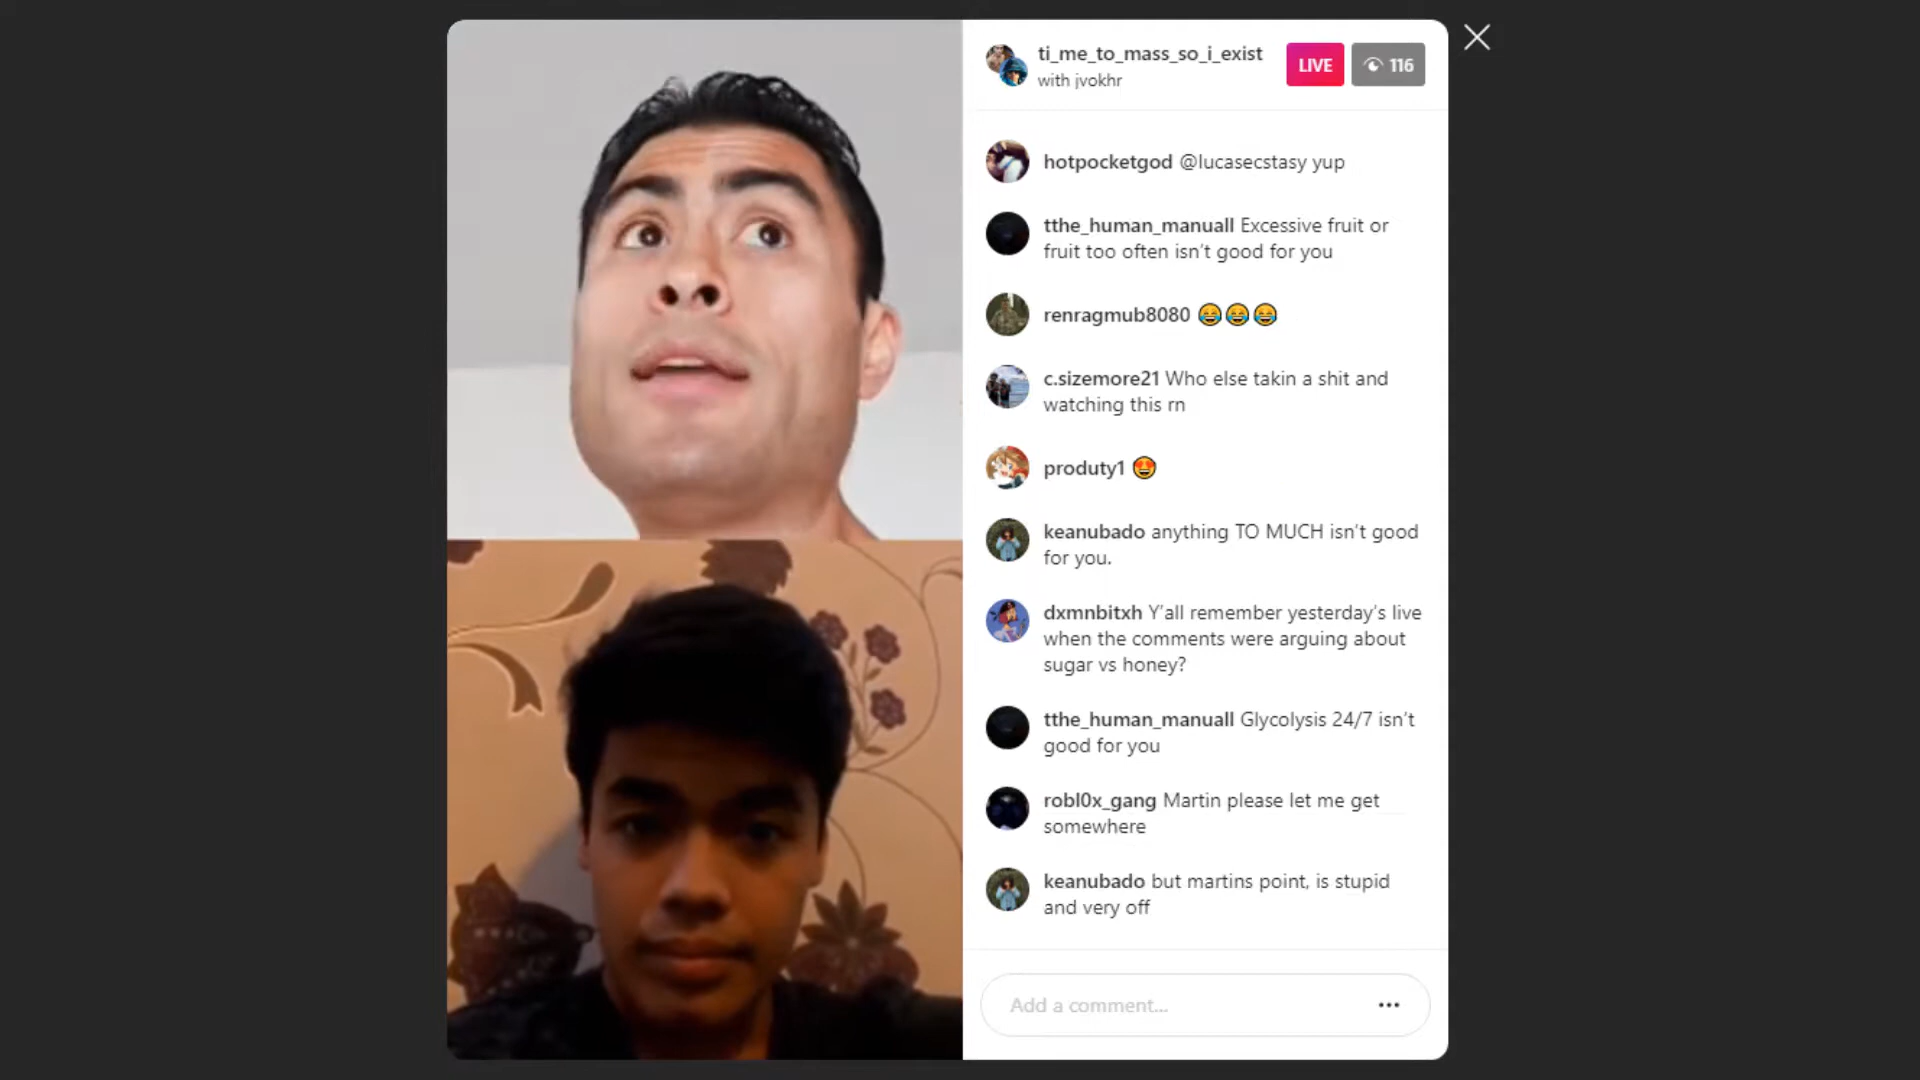 ti_me_to_mass_so_i_exist
with jvokhr
LIVE
116
hotpocketgod @lucasecstasy yup
tthe_human_manuall Excessive fruit or
fruit too often isn't good for you
renragmub8080 😂😂😂
c.sizemore21 Who else takin a shit and
watching this rn
produty1 😍
keanubado anything TO MUCH isn't good
for you.
dxmnbitxh Y'all remember yesterday's live
when the comments were arguing about
sugar vs honey?
tthe_human_manuall Glycolysis 24/7 isn't
good for you
robl0x_gang Martin please let me get
somewhere
keanubado but martins point, is stupid
and very off
Add a comment...